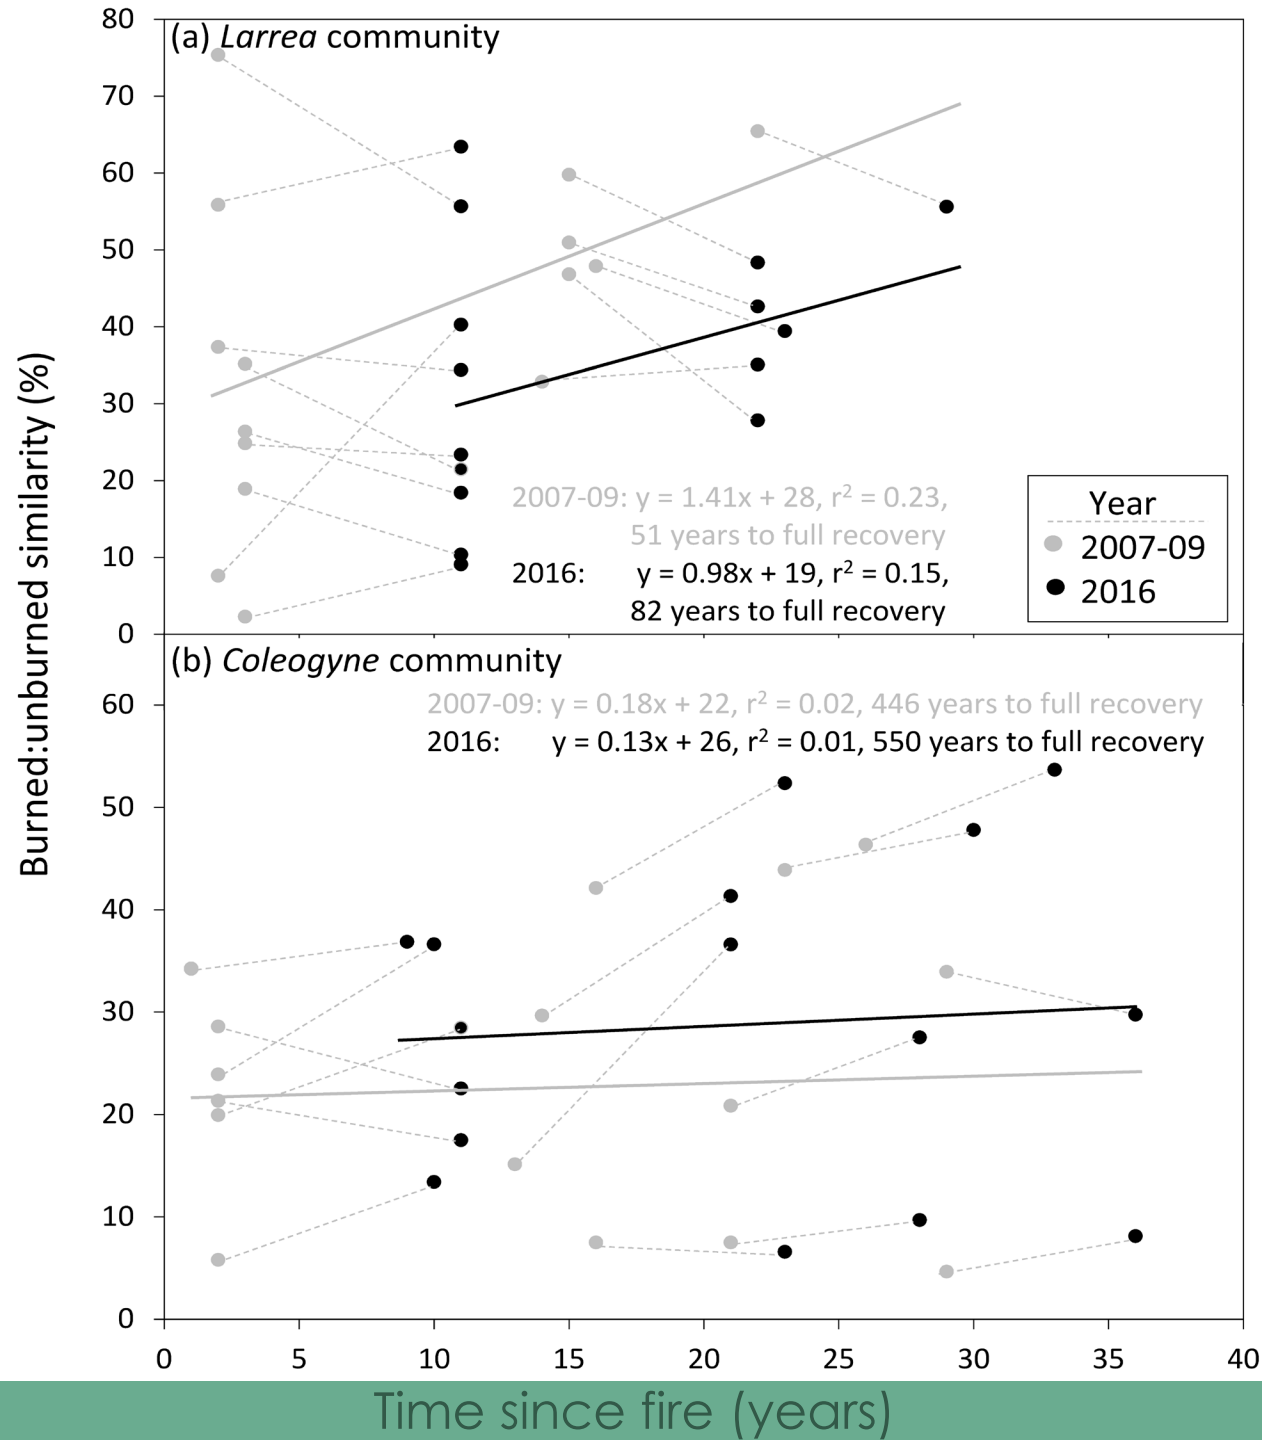 Burned:unburned similarity (%)
80
(a) Larrea community
70
60
50
40
30
20
10
0
2007-09: y = 1.41x + 28, r² = 0.23,
51 years to full recovery
2016: y = 0.98x + 19, r² = 0.15,
82 years to full recovery
Year
2007-09
2016
(b) Coleogyne community
2007-09: y = 0.18x + 22, r² = 0.02, 446 years to full recovery
2016: y = 0.13x + 26, r² = 0.01, 550 years to full recovery
60
50
40
30
20
10
0
0 5 10 15 20 25 30 35 40
Time since fire (years)